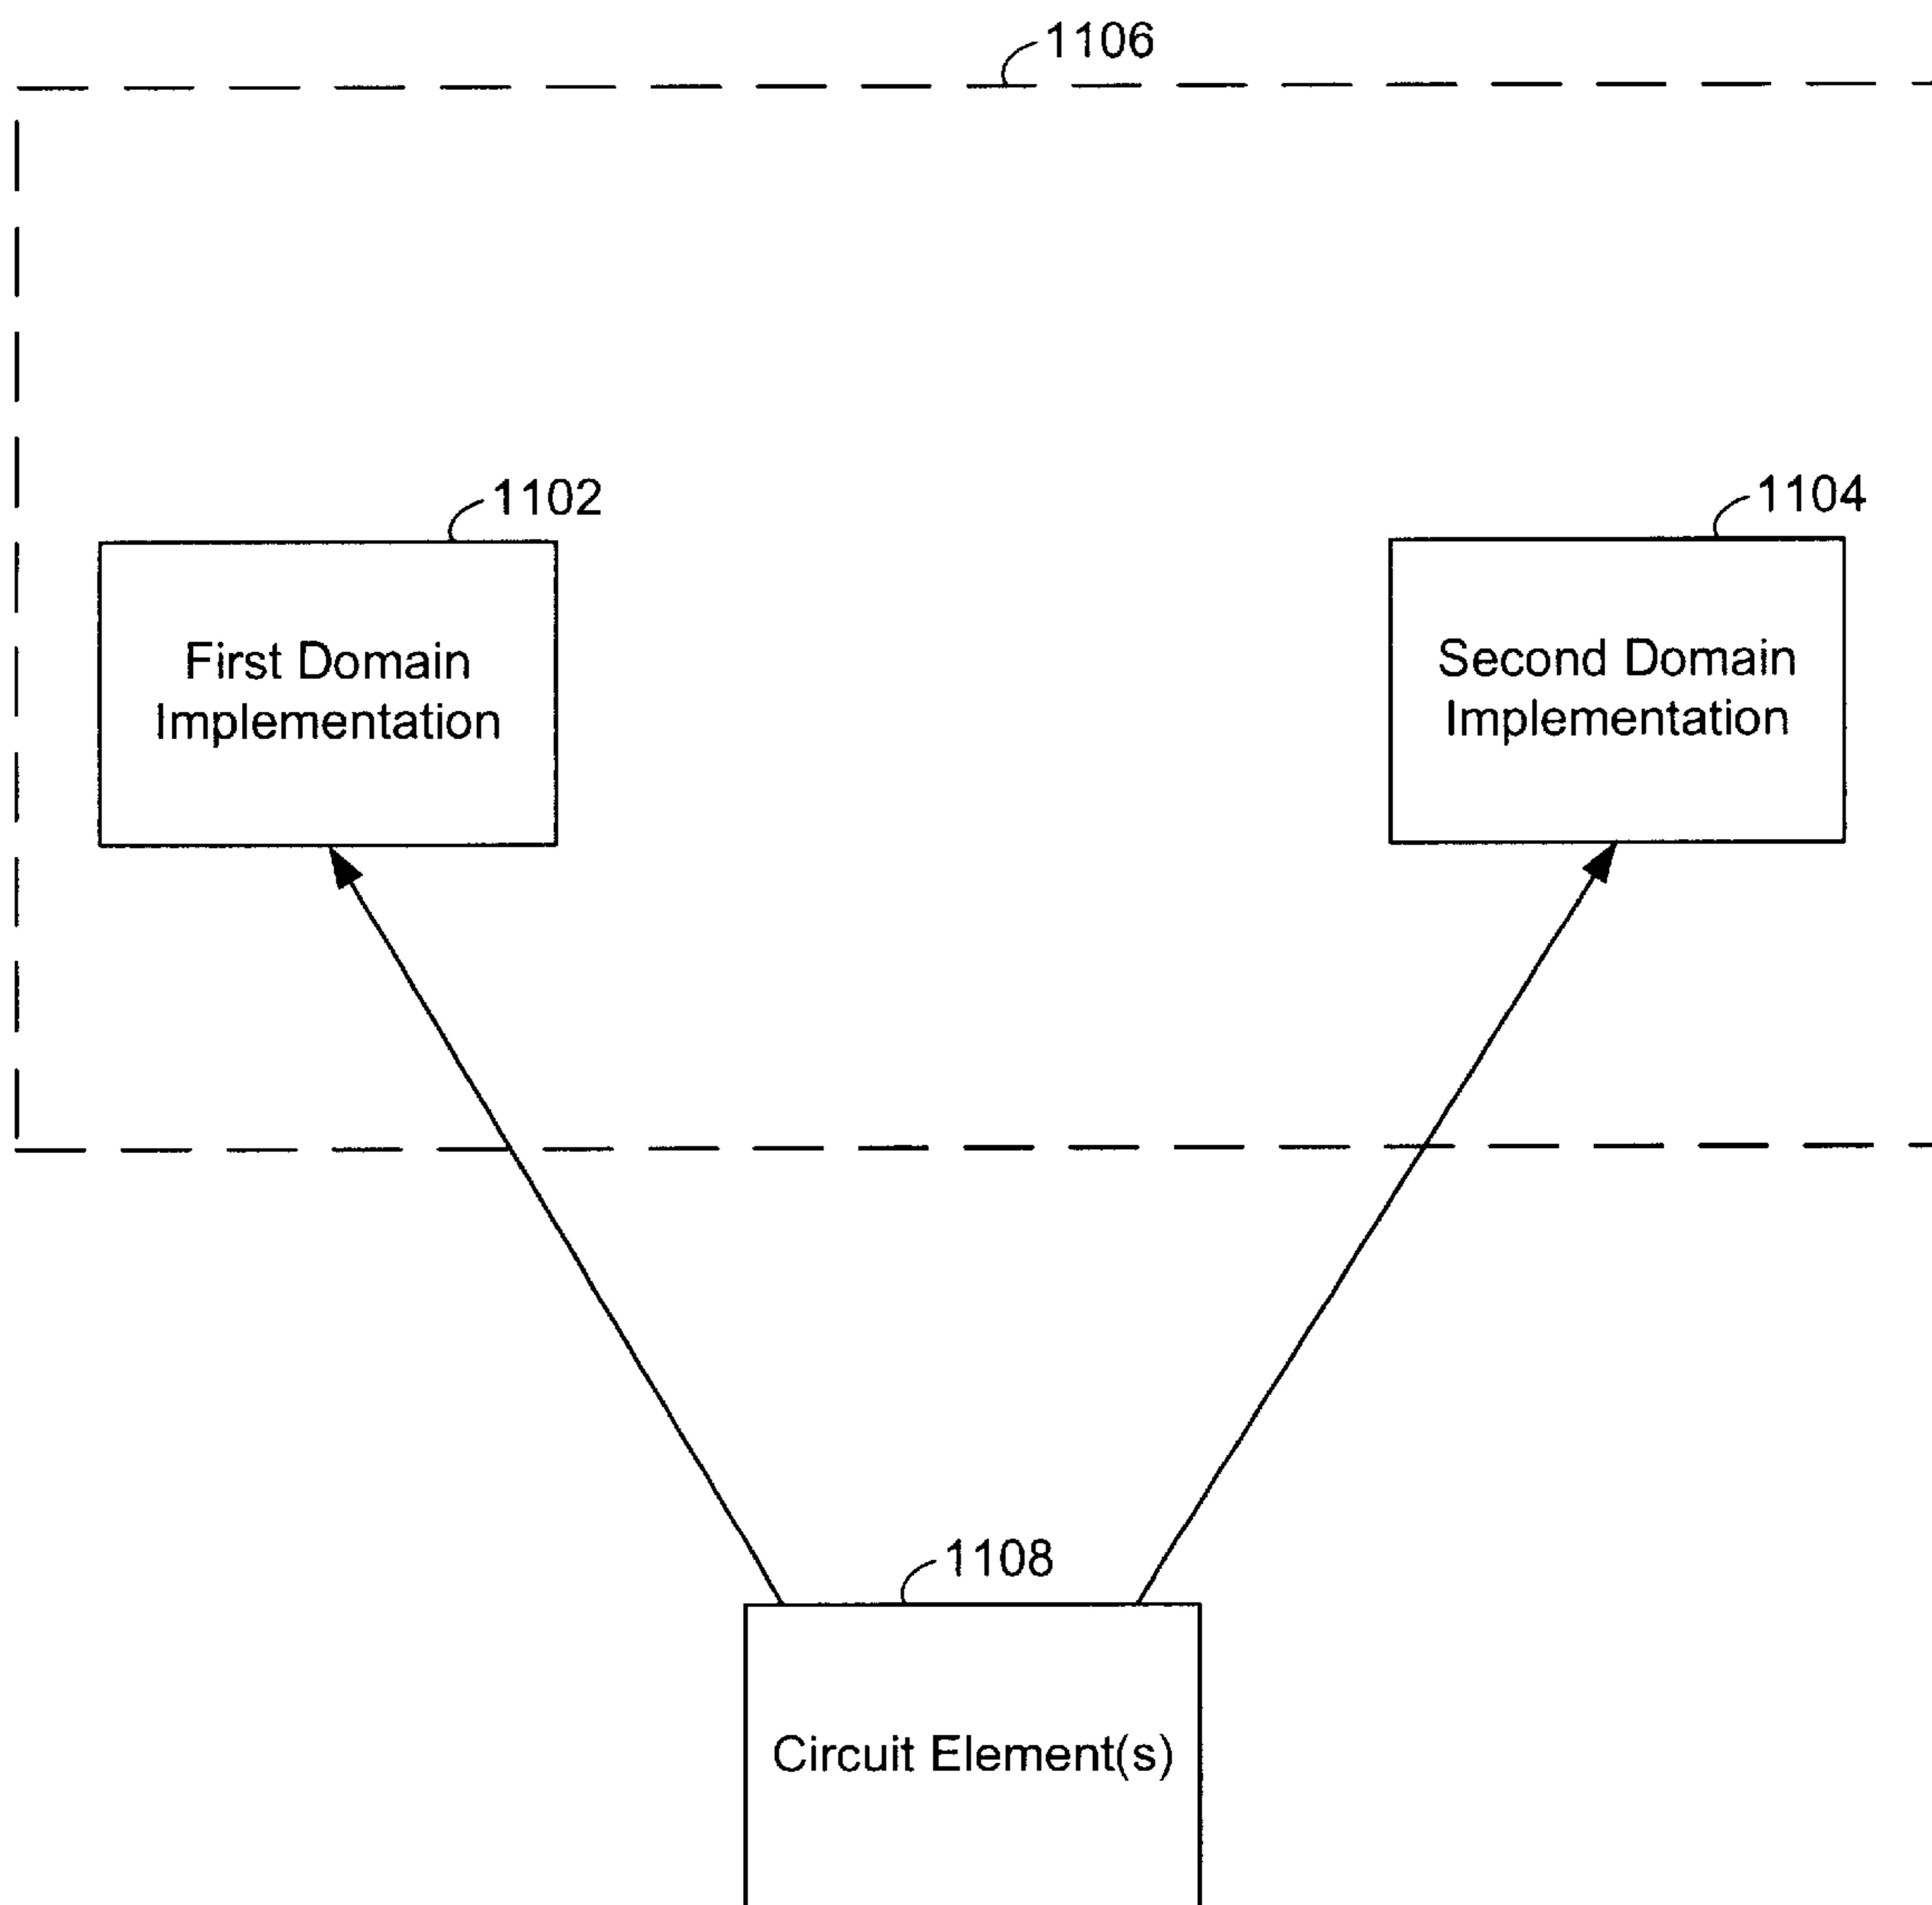 1106
1102
1104
First Domain
Implementation
Second Domain
Implementation
1108
Circuit Element(s)